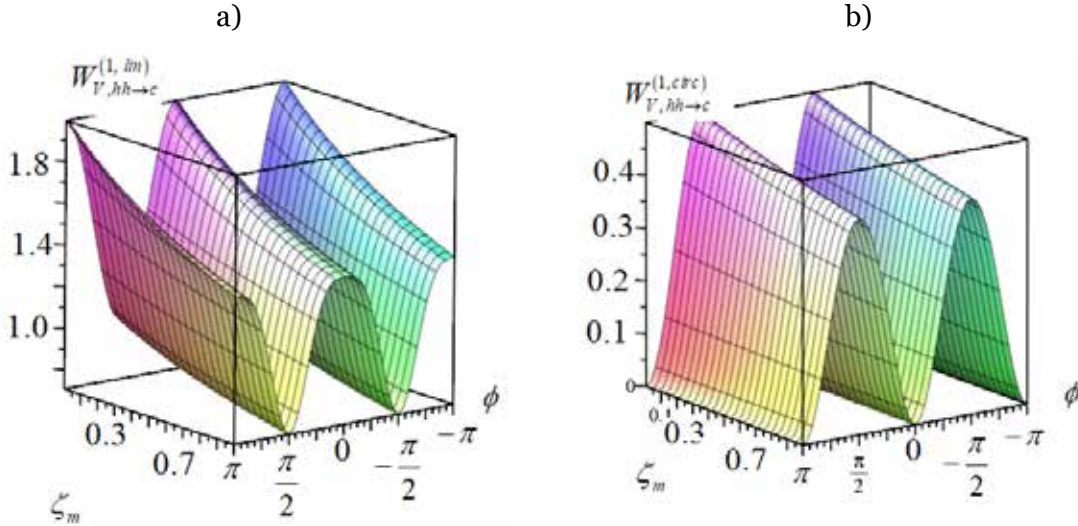 a)
b)
W_{V,hh→c}^{(1, lin)}
1.8
1.4
1.0
0.3
0.7
ζ_m
π
π/2
0
-π/2
-π
ϕ
W_{V,hh→c}^{(1,circ)}
0.4
0.3
0.2
0.1
0
0.1
0.3
0.7
ζ_m
π
π/2
0
-π/2
-π
ϕ